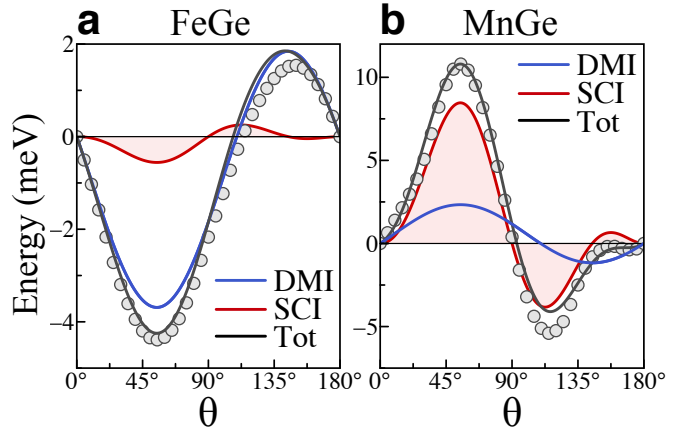 a FeGe
b MnGe
Energy (meV)
2
0
−2
−4
DMI
SCI
Tot
0° 45° 90° 135° 180°
θ
10
5
0
−5
DMI
SCI
Tot
0° 45° 90° 135° 180°
θ